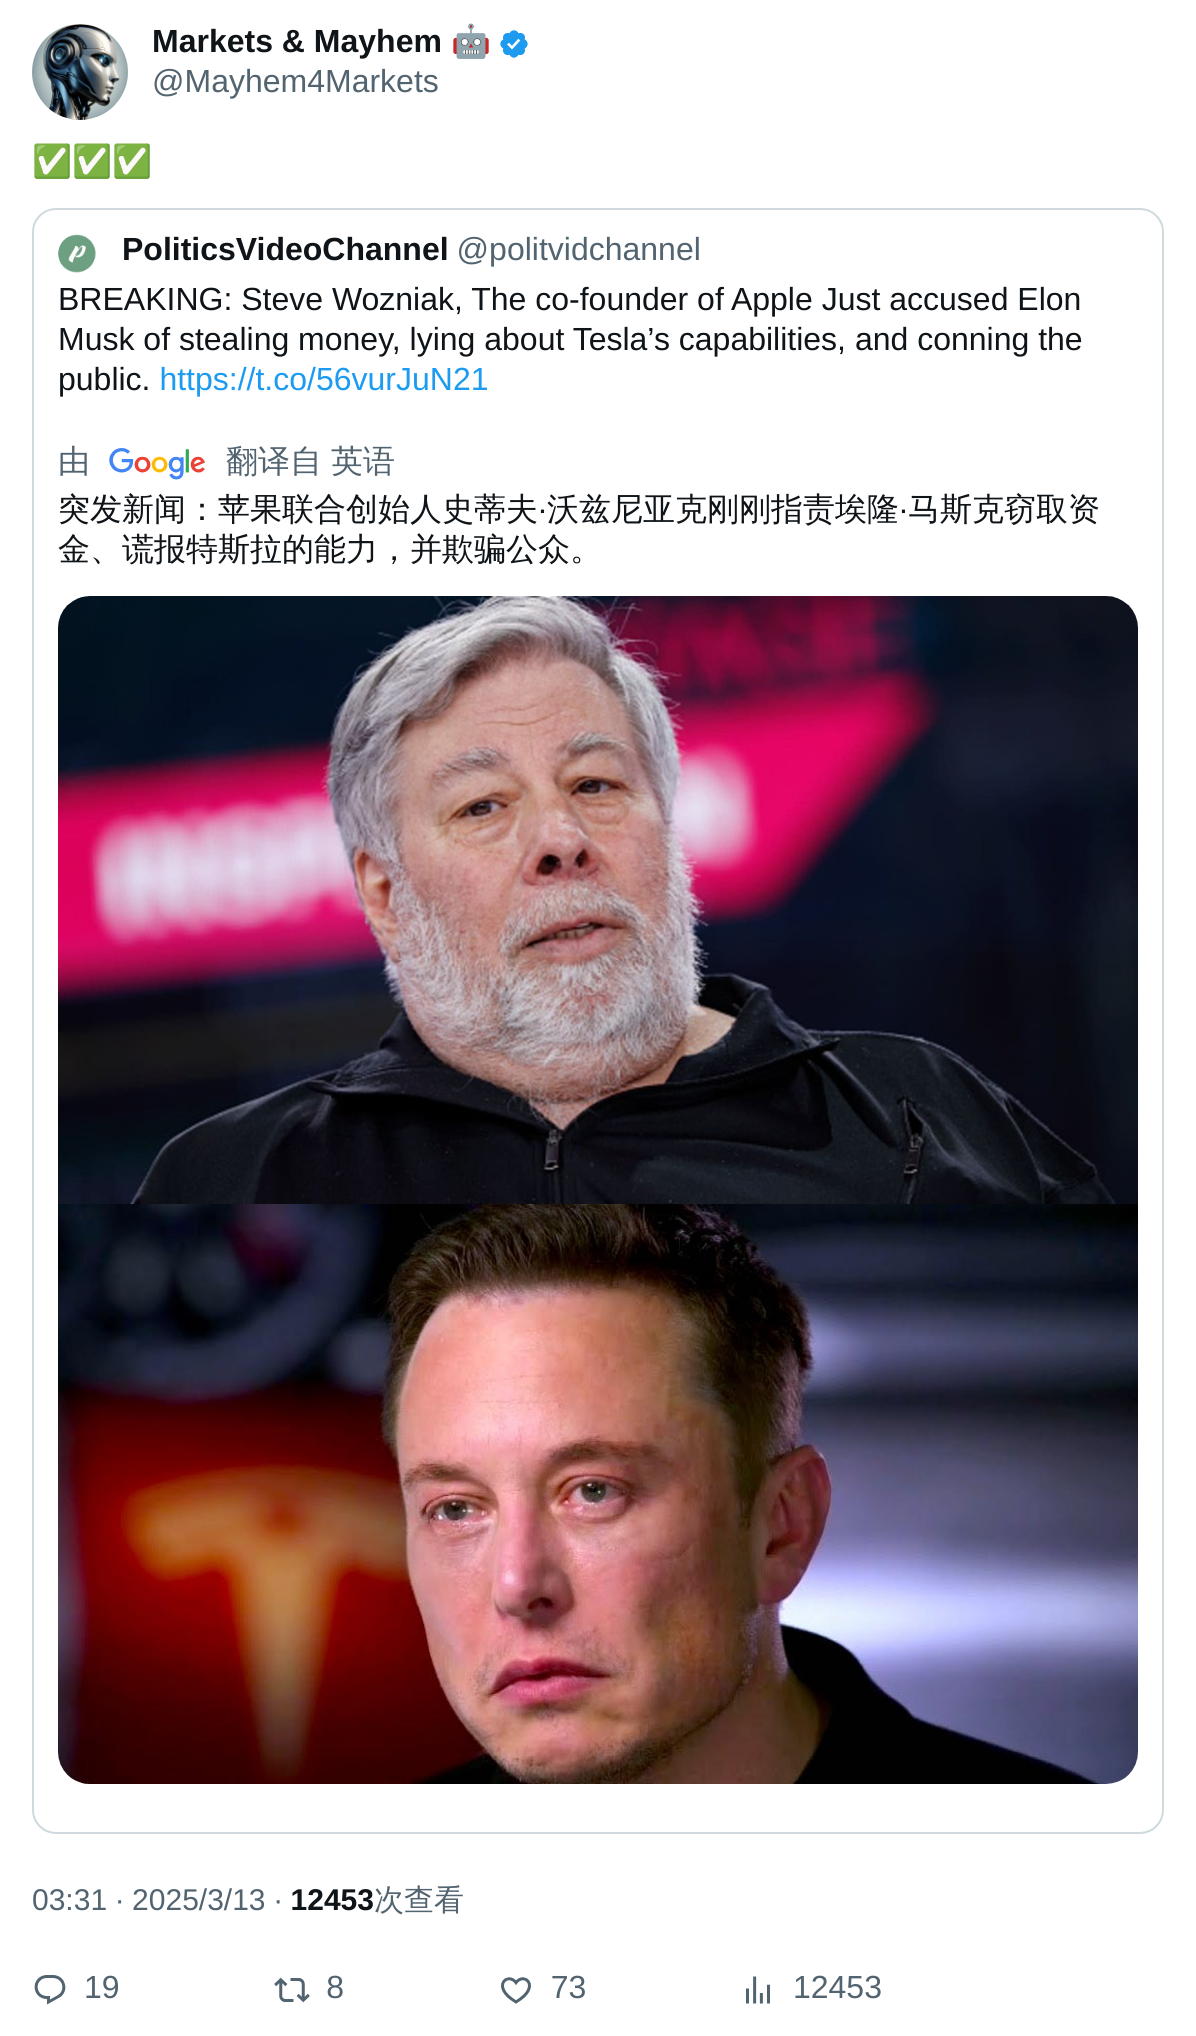 Markets & Mayhem 🤖
@Mayhem4Markets
✅✅✅
PoliticsVideoChannel @politvidchannel
BREAKING: Steve Wozniak, The co-founder of Apple Just accused Elon
Musk of stealing money, lying about Tesla’s capabilities, and conning the
public. https://t.co/56vurJuN21
由 Google 翻译自 英语
突发新闻：苹果联合创始人史蒂夫·沃兹尼亚克刚刚指责埃隆·马斯克窃取资
金、谎报特斯拉的能力，并欺骗公众。
03:31 · 2025/3/13 · 12453次查看
19 8 73 12453